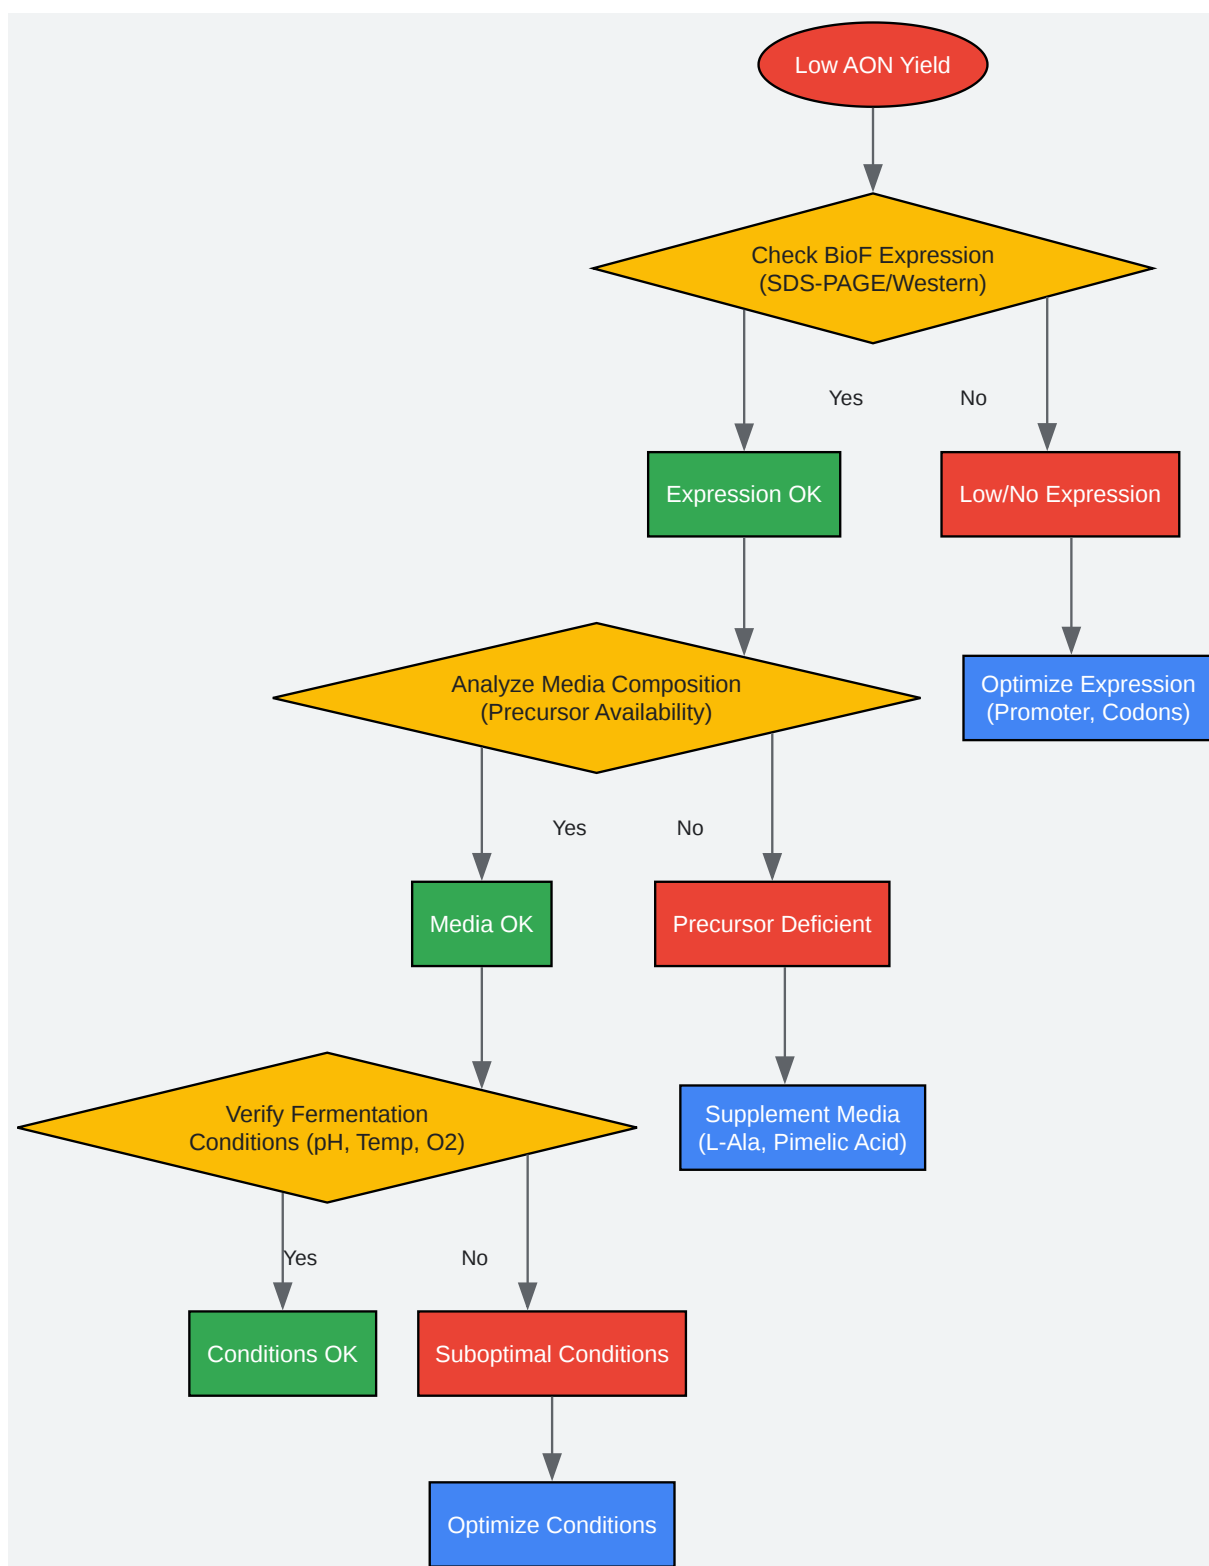 Low AON Yield
Check BioF Expression
(SDS-PAGE/Western)
Yes
No
Expression OK
Low/No Expression
Analyze Media Composition
(Precursor Availability)
Optimize Expression
(Promoter, Codons)
Yes
No
Media OK
Precursor Deficient
Verify Fermentation
Conditions (pH, Temp, O2)
Supplement Media
(L-Ala, Pimelic Acid)
Yes
No
Conditions OK
Suboptimal Conditions
Optimize Conditions